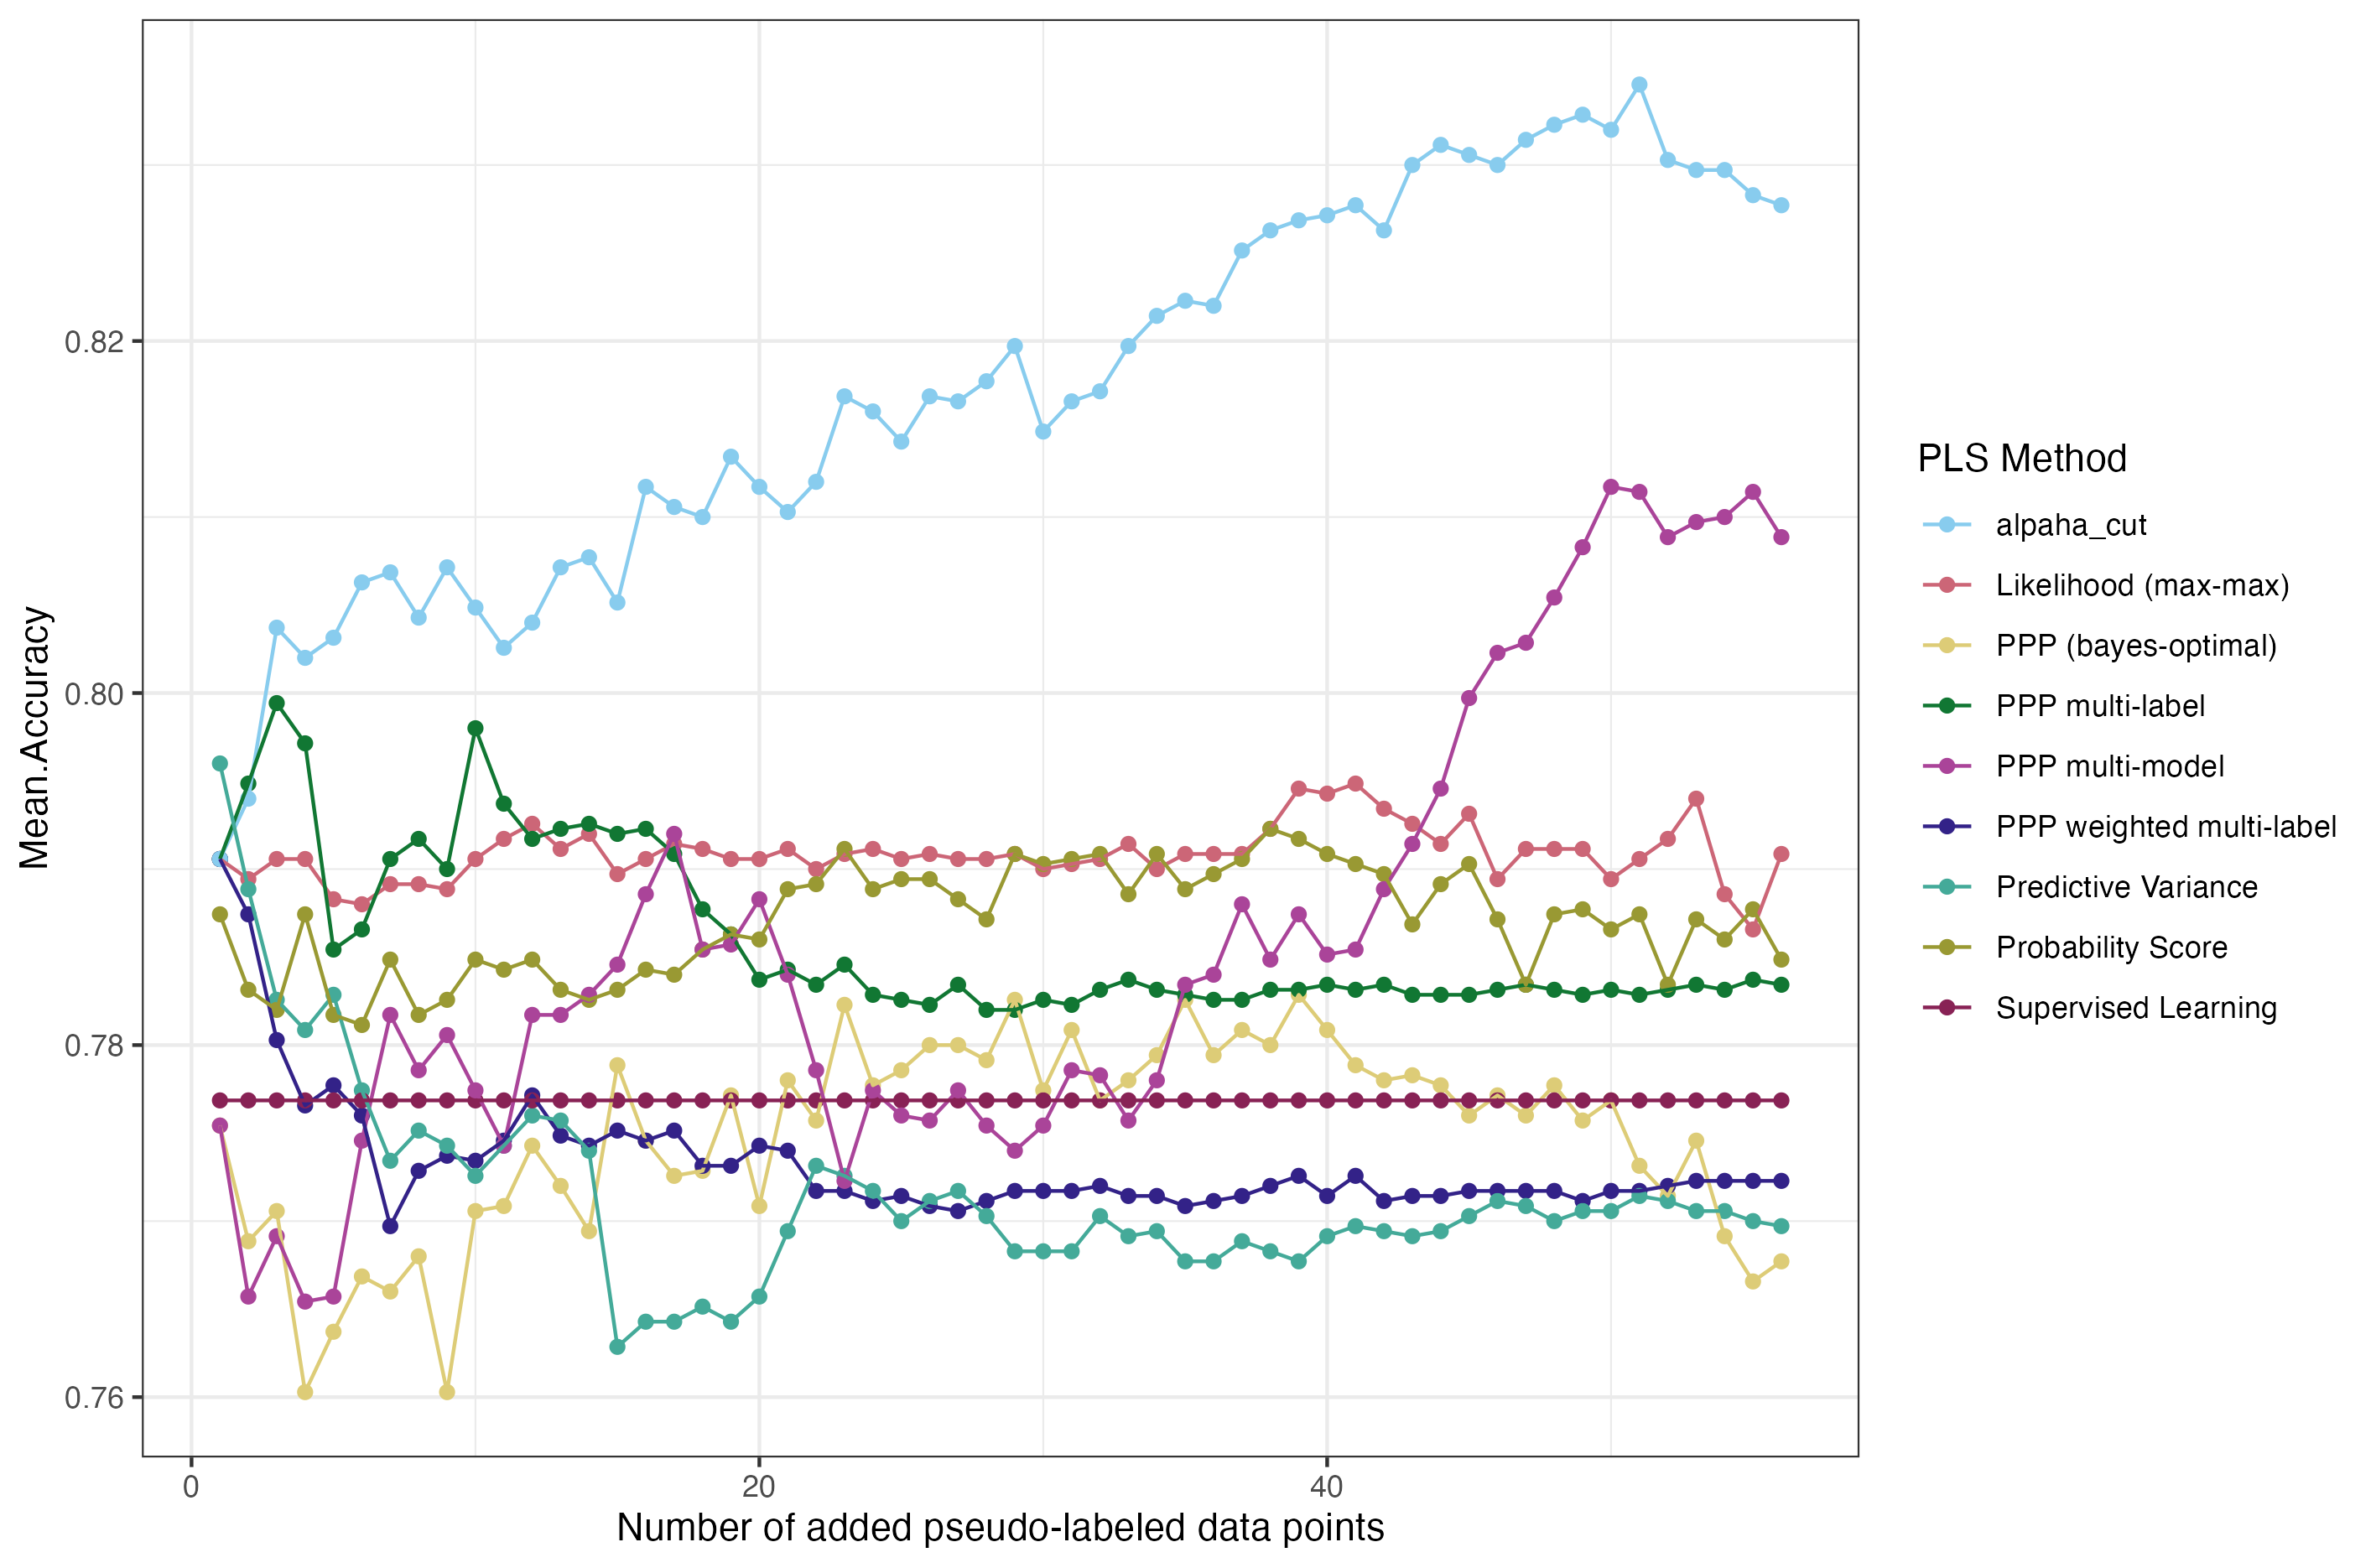 0.82
0.80
0.78
0.76
Mean.Accuracy
0
20
40
Number of added pseudo-labeled data points
PLS Method
alpaha_cut
Likelihood (max-max)
PPP (bayes-optimal)
PPP multi-label
PPP multi-model
PPP weighted multi-label
Predictive Variance
Probability Score
Supervised Learning